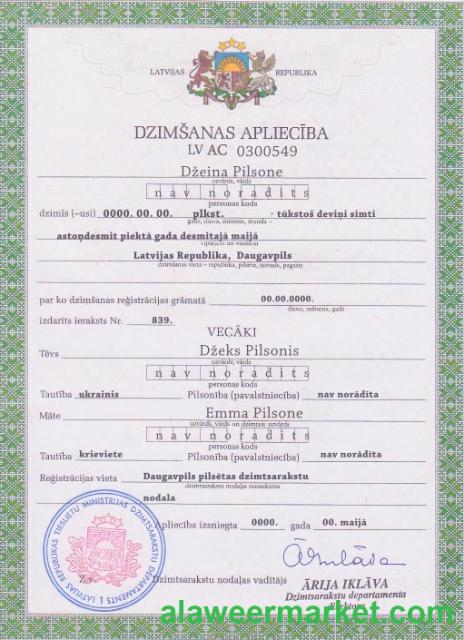 LATVIJAS REPUBLIKA
DZIMŠANAS APLIECĪBA
LV AC 0300549
Džeina Pilsone
uzvārds, vārds
nav norādīts
personas kods
dzimis (–usi) 0000. 00. 00. plkst. - tūkstoš deviņi simti
gads, diena, mēnesis, stunda –
astoņdesmit piektā gada desmitajā maijā
cipariem un vārdiem
Latvijas Republika, Daugavpils
dzimšanas vieta – republika, pilsēta, novads, pagasts
par ko dzimšanas reģistrācijas grāmatā 00.00.0000.
diena, mēnesis, gads
izdarīts ieraksts Nr. 839.
VECĀKI
Tēvs Džeks Pilsonis
uzvārds, vārds
nav norādīts
personas kods
Tautība ukrainis Pilsonība (pavalstniecība) nav norādīta
Māte Emma Pilsone
uzvārds, vārds un dzimtais uzvārds
nav norādīts
personas kods
Tautība krieviete Pilsonība (pavalstniecība) nav norādīta
Reģistrācijas vieta Daugavpils pilsētas dzimtsarakstu
dzimtsarakstu nodaļas nosaukums
nodala
Apliecība izsniegta 0000. gada 00. maijā
LATVIJAS REPUBLIKAS TIESLIETU MINISTRIJAS DZIMTSARAKSTU DEPARTAMENTS 1
Z.v. Dzimtsarakstu nodaļas vadītājs
ĀRIJA IKLĀVA
Dzimtsarakstu departamenta
direktore
alaweermarket.com